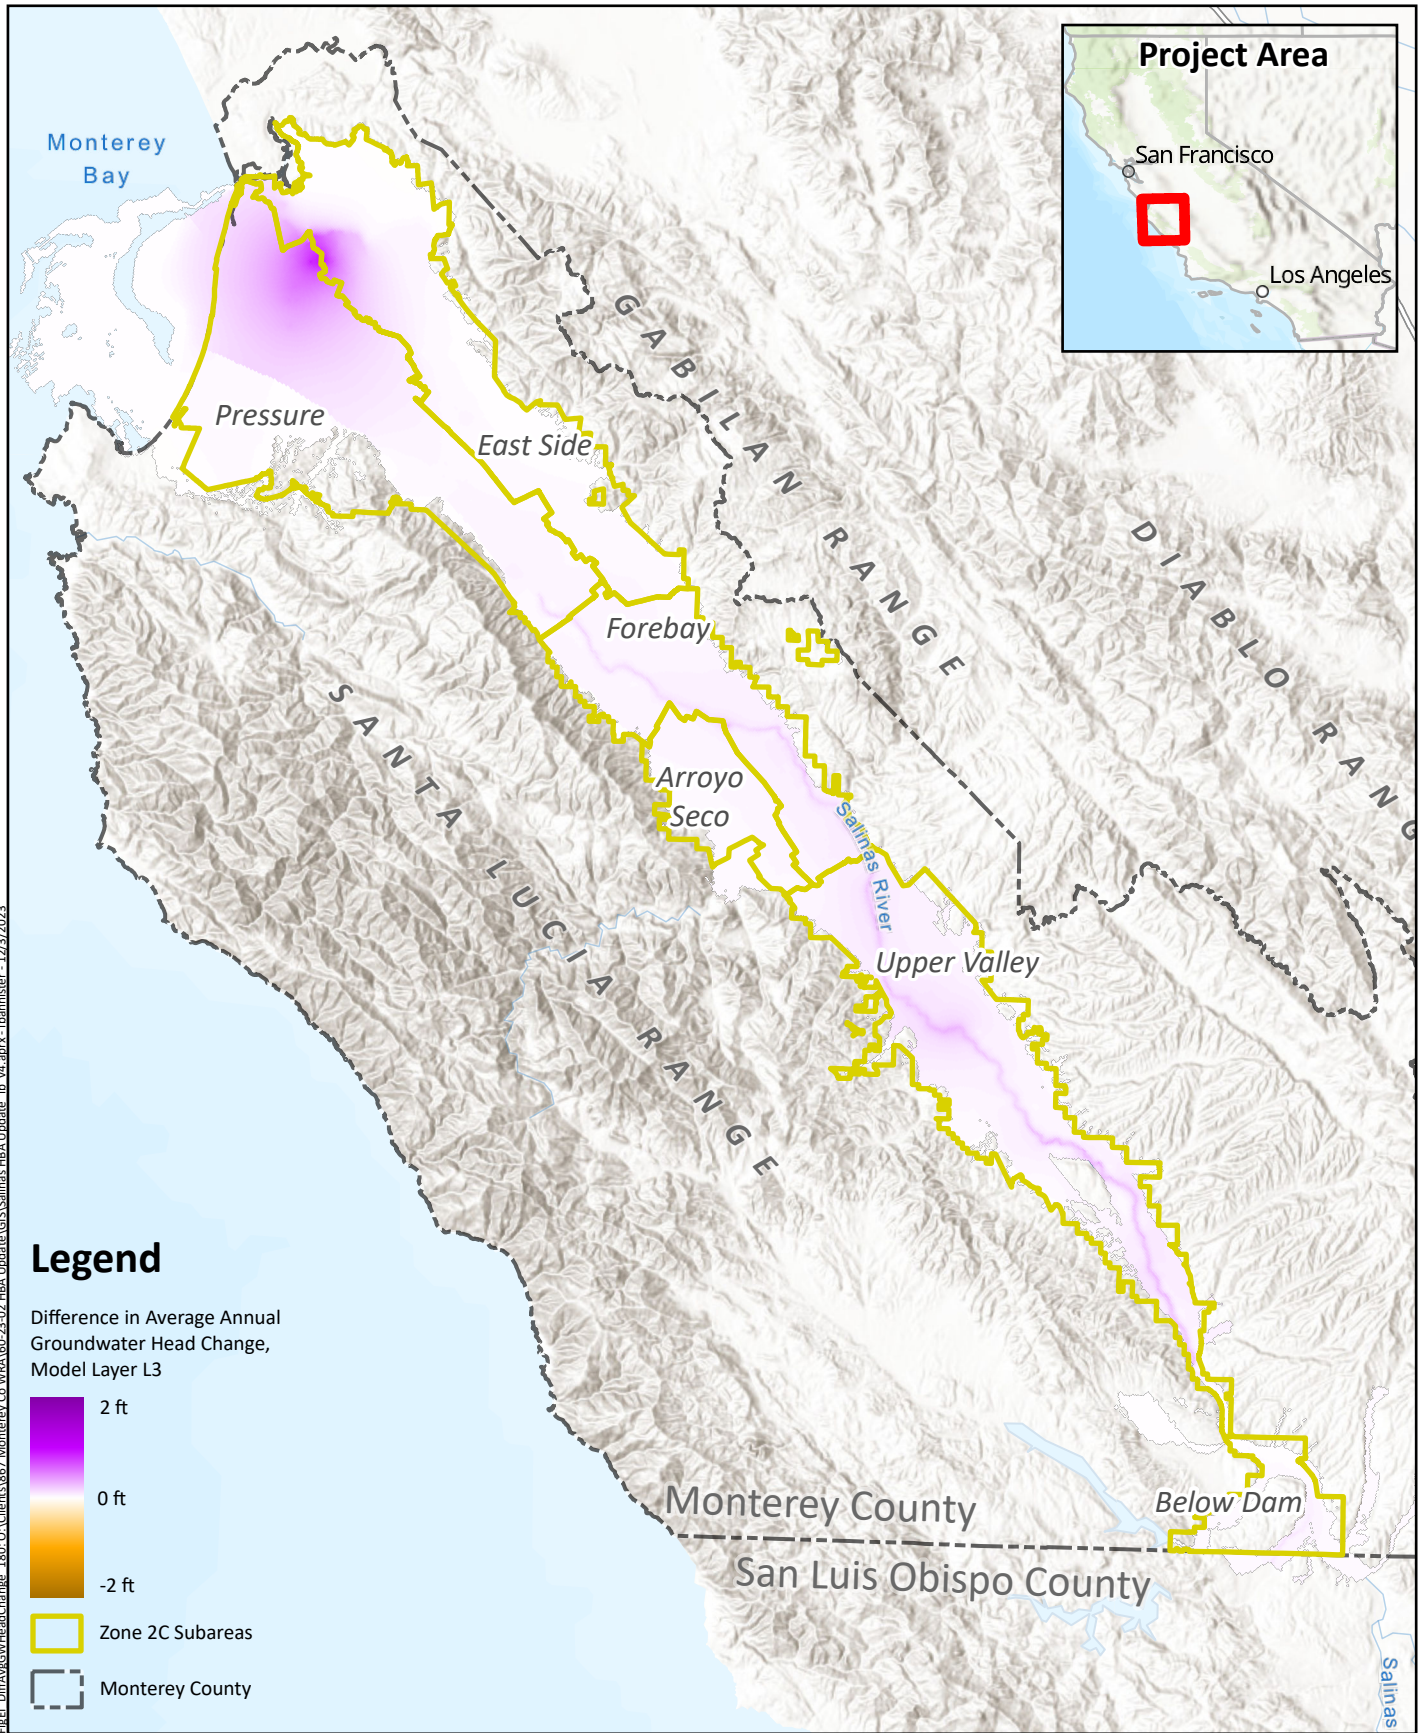 Project Area
San Francisco
Los Angeles
Monterey
Bay
GABILAN RANGE
DIABLO RANG
Pressure
East Side
Forebay
Arroyo
Seco
Salinas River
SANTA LUCIA RANGE
Upper Valley
Below Dam
Monterey County
San Luis Obispo County
Salinas
Legend
Difference in Average Annual
Groundwater Head Change,
Model Layer L3
2 ft
0 ft
-2 ft
Zone 2C Subareas
Monterey County